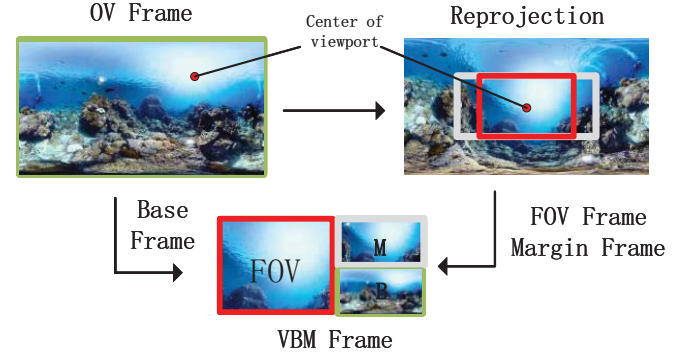 OV Frame
Center of
viewport
Reprojection
Base
Frame
FOV Frame
Margin Frame
FOV
M
B
VBM Frame